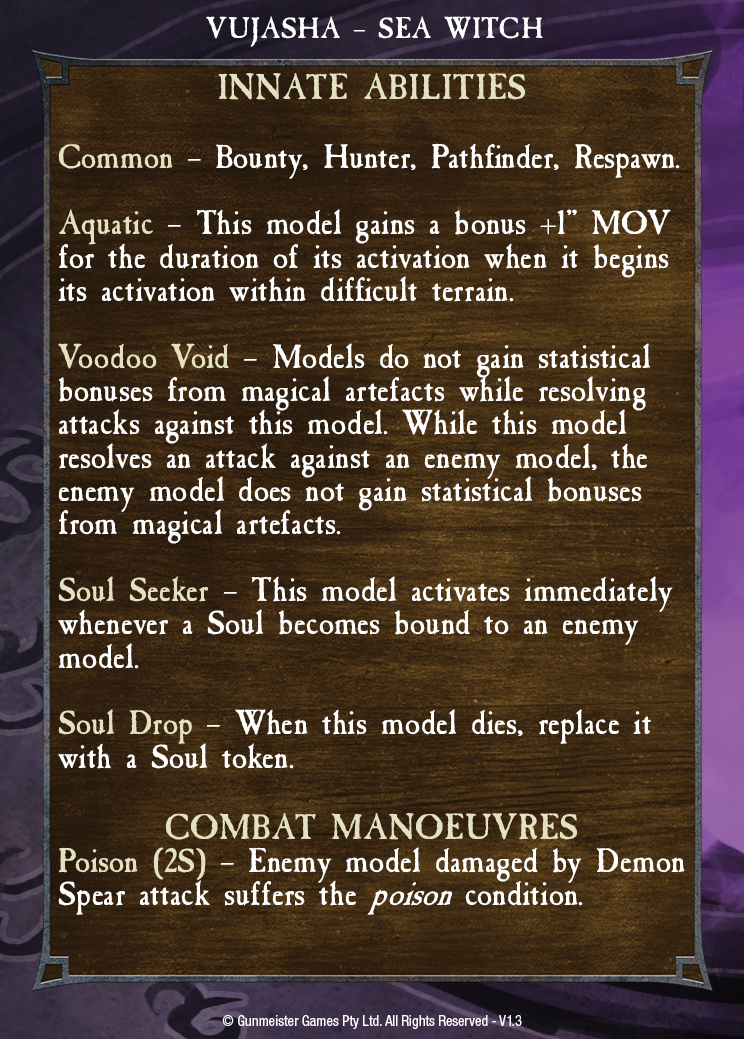 VUJASHA – SEA WITCH
INNATE ABILITIES
Common – Bounty, Hunter, Pathfinder, Respawn.
Aquatic – This model gains a bonus +1” MOV
for the duration of its activation when it begins
its activation within difficult terrain.
Voodoo Void – Models do not gain statistical
bonuses from magical artefacts while resolving
attacks against this model. While this model
resolves an attack against an enemy model, the
enemy model does not gain statistical bonuses
from magical artefacts.
Soul Seeker – This model activates immediately
whenever a Soul becomes bound to an enemy
model.
Soul Drop – When this model dies, replace it
with a Soul token.
COMBAT MANOEUVRES
Poison (2S) – Enemy model damaged by Demon
Spear attack suffers the poison condition.
© Gunmeister Games Pty Ltd. All Rights Reserved - V1.3